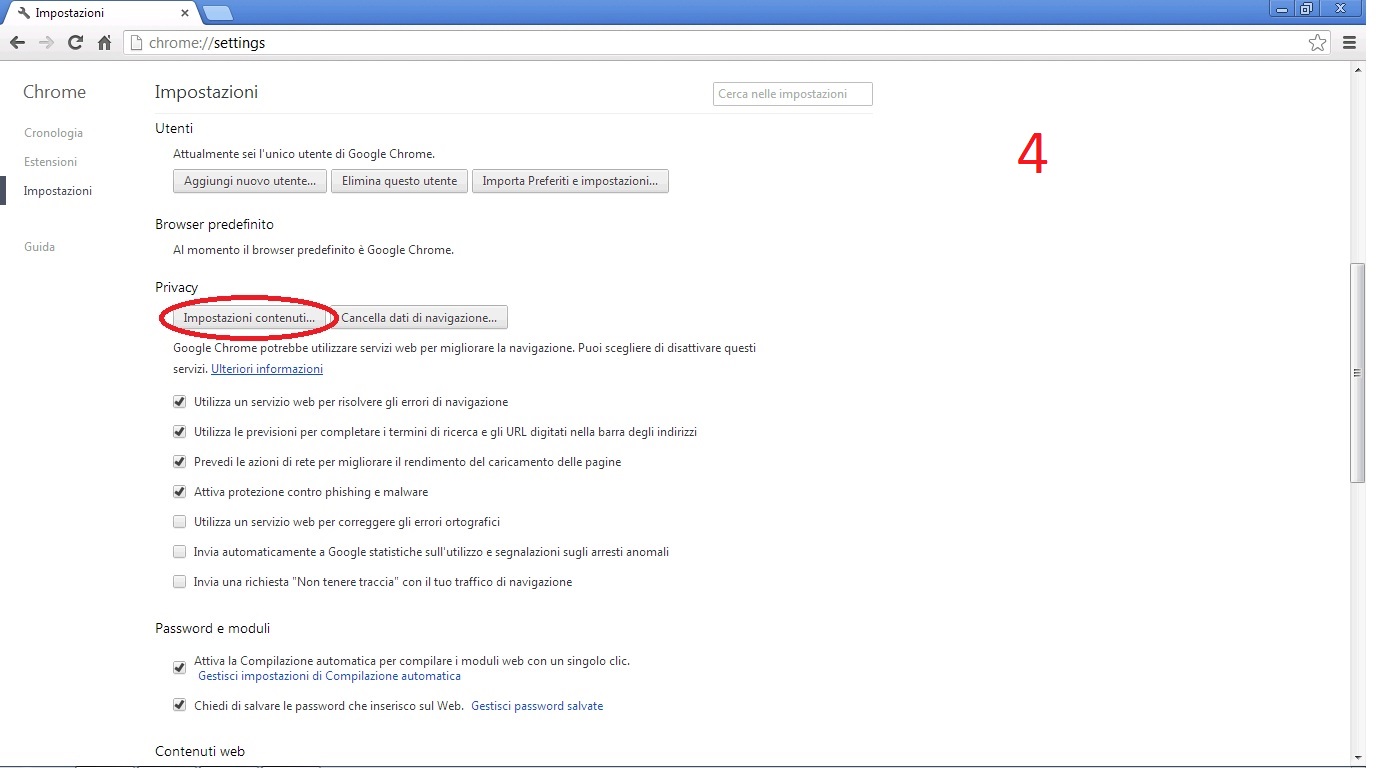 Impostazioni
chrome://settings
Chrome
Impostazioni
Cerca nelle impostazioni
4
Cronologia
Estensioni
Impostazioni
Guida
Utenti
Attualmente sei l'unico utente di Google Chrome.
Aggiungi nuovo utente... Elimina questo utente Importa Preferiti e impostazioni...
Browser predefinito
Al momento il browser predefinito è Google Chrome.
Privacy
Impostazioni contenuti... Cancella dati di navigazione...
Google Chrome potrebbe utilizzare servizi web per migliorare la navigazione. Puoi scegliere di disattivare questi
servizi. Ulteriori informazioni
Utilizza un servizio web per risolvere gli errori di navigazione
Utilizza le previsioni per completare i termini di ricerca e gli URL digitati nella barra degli indirizzi
Prevedi le azioni di rete per migliorare il rendimento del caricamento delle pagine
Attiva protezione contro phishing e malware
Utilizza un servizio web per correggere gli errori ortografici
Invia automaticamente a Google statistiche sull'utilizzo e segnalazioni sugli arresti anomali
Invia una richiesta "Non tenere traccia" con il tuo traffico di navigazione
Password e moduli
Attiva la Compilazione automatica per compilare i moduli web con un singolo clic.
Gestisci impostazioni di Compilazione automatica
Chiedi di salvare le password che inserisco sul Web. Gestisci password salvate
Contenuti web